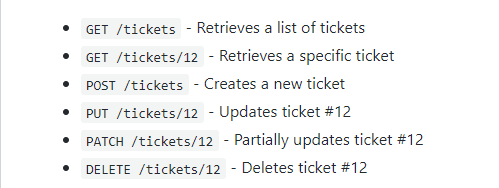 GET /tickets - Retrieves a list of tickets
GET /tickets/12 - Retrieves a specific ticket
POST /tickets - Creates a new ticket
PUT /tickets/12 - Updates ticket #12
PATCH /tickets/12 - Partially updates ticket #12
DELETE /tickets/12 - Deletes ticket #12